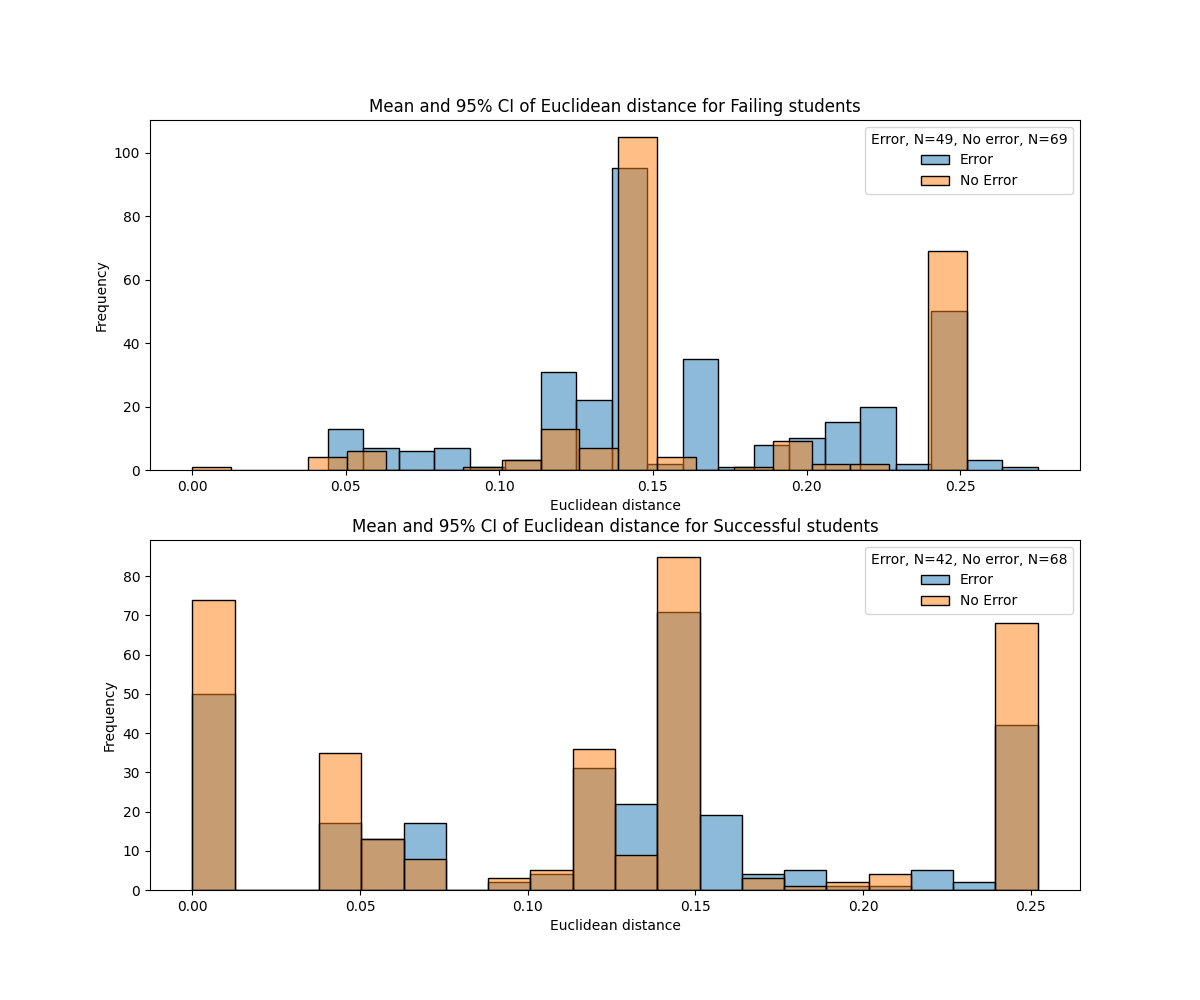 Mean and 95% CI of Euclidean distance for Failing students
Error, N=49, No error, N=69
Error
No Error
Frequency
100
80
60
40
20
0
0.00 0.05 0.10 0.15 0.20 0.25
Euclidean distance
Mean and 95% CI of Euclidean distance for Successful students
Error, N=42, No error, N=68
Error
No Error
Frequency
80
70
60
50
40
30
20
10
0
0.00 0.05 0.10 0.15 0.20 0.25
Euclidean distance